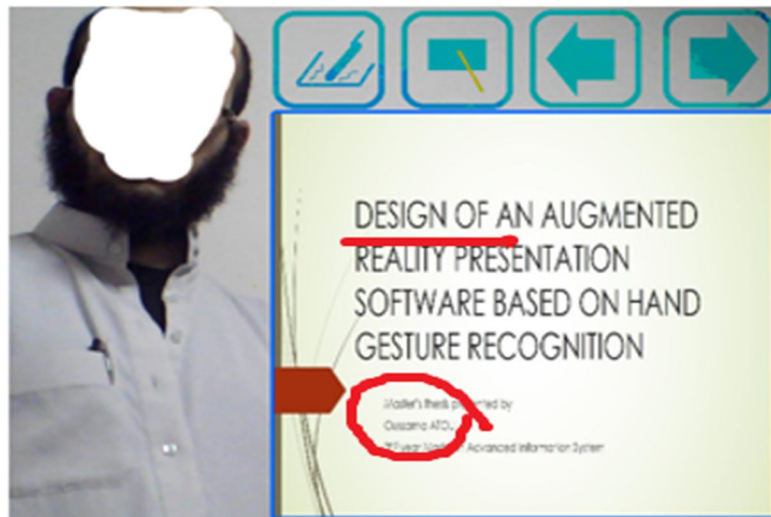 DESIGN OF AN AUGMENTED
REALITY PRESENTATION
SOFTWARE BASED ON HAND
GESTURE RECOGNITION
Master's thesis presented by
Oussama
year Advanced Information System